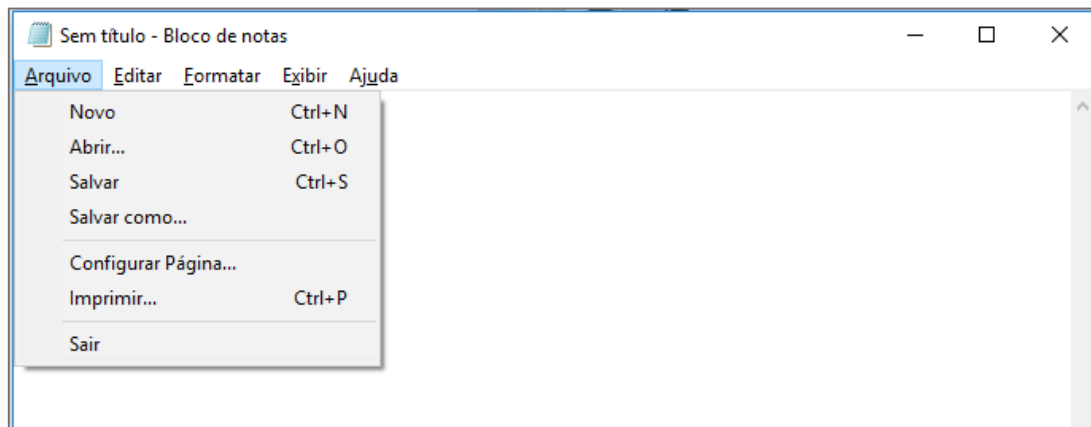 Sem título - Bloco de notas
Arquivo Editar Formatar Exibir Ajuda
Novo Ctrl+N
Abrir... Ctrl+O
Salvar Ctrl+S
Salvar como...
Configurar Página...
Imprimir... Ctrl+P
Sair